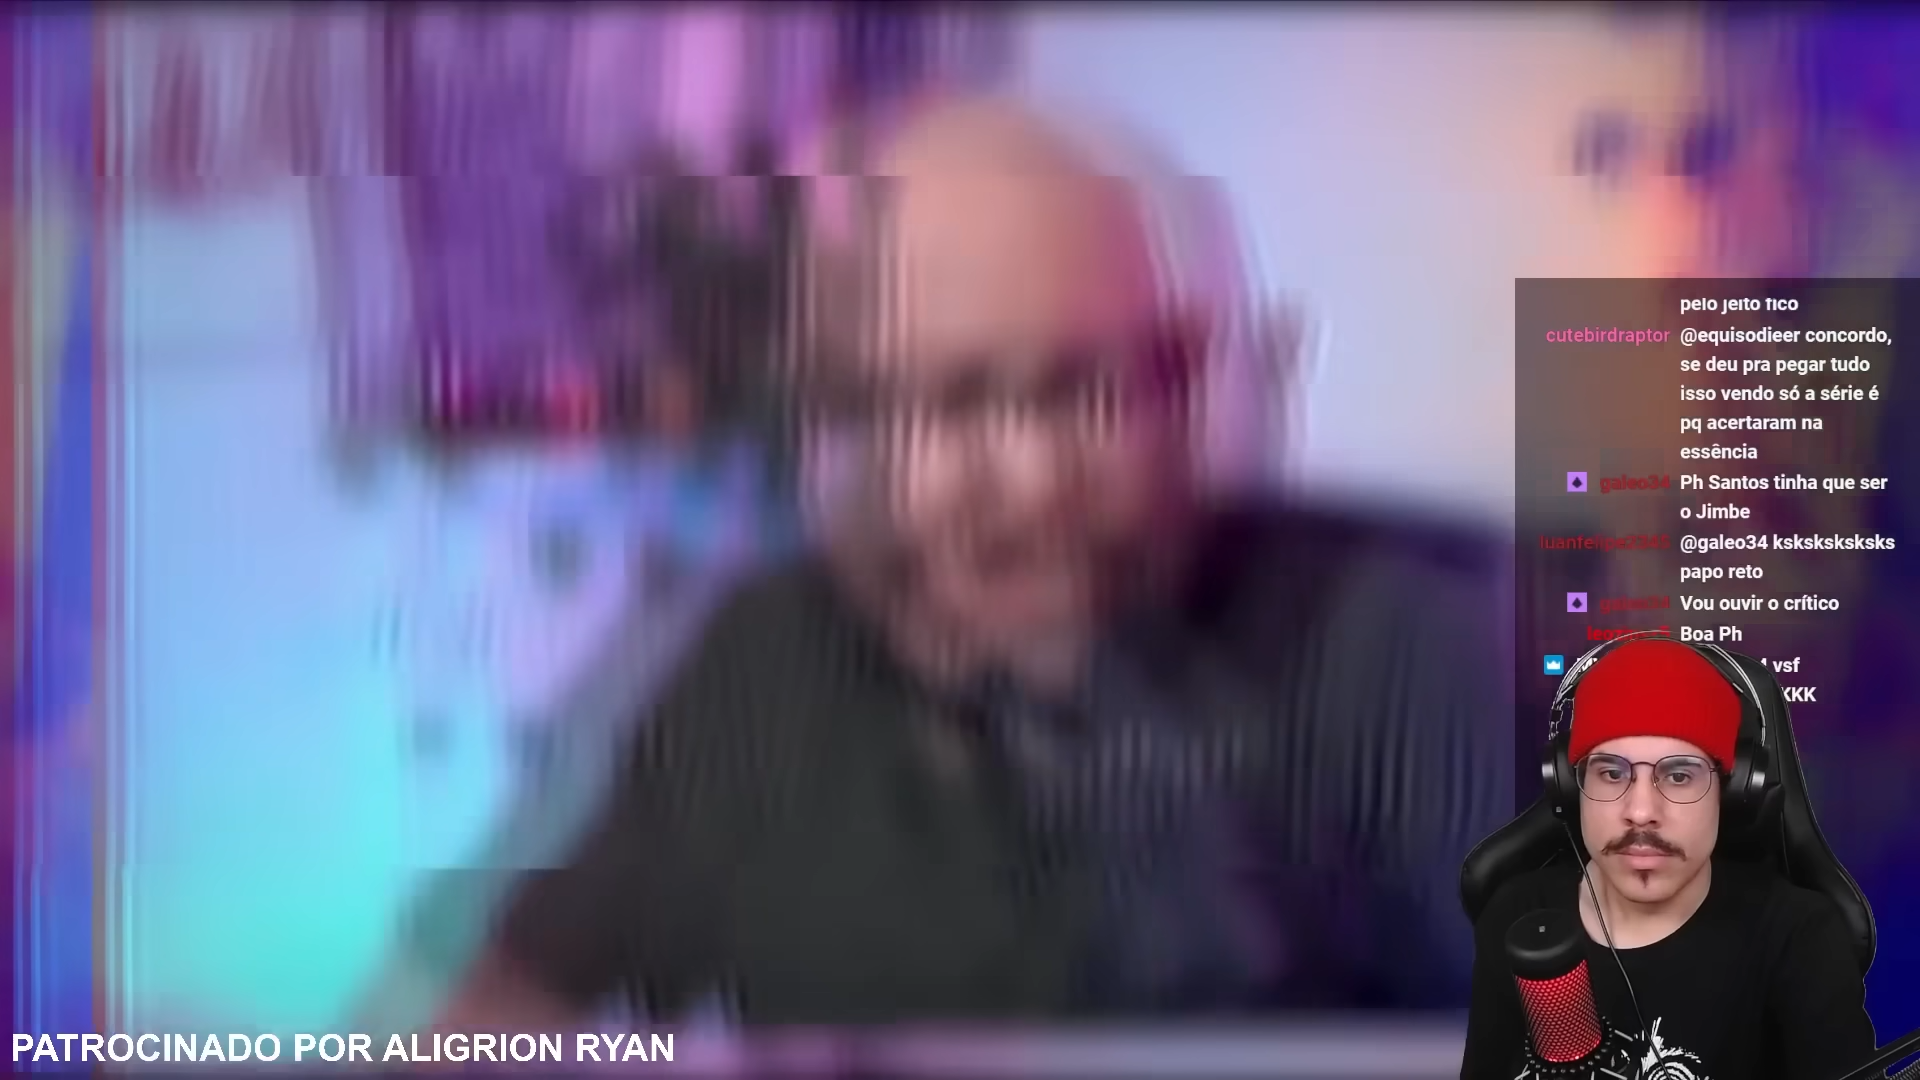 pelo jeito fico
cutebirdraptor @equisodieer concordo,
se deu pra pegar tudo
isso vendo só a série é
pq acertaram na
essência
galeo34 Ph Santos tinha que ser
o Jimbe
@galeo34 ksksksksksks
papo reto
galeo34 Vou ouvir o crítico
Boa Ph
vsf
KKK
PATROCINADO POR ALIGRION RYAN